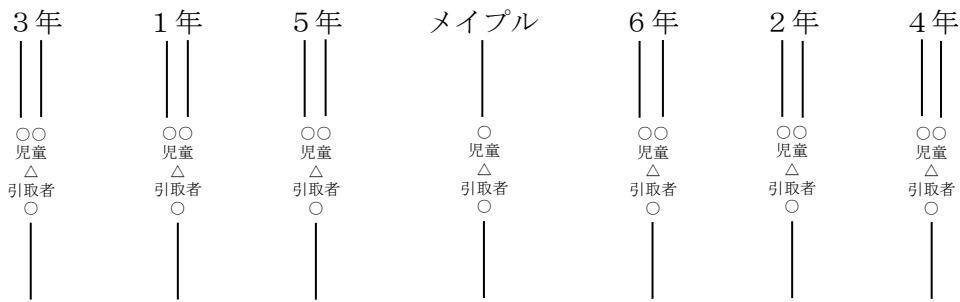 ３年 １年 ５年 メイプル ６年 ２年 ４年
○○ ○○ ○○ ○ ○○ ○○ ○○
児童 児童 児童 児童 児童 児童 児童
△ △ △ △ △ △ △
引取者 引取者 引取者 引取者 引取者 引取者 引取者
○ ○ ○ ○ ○ ○ ○